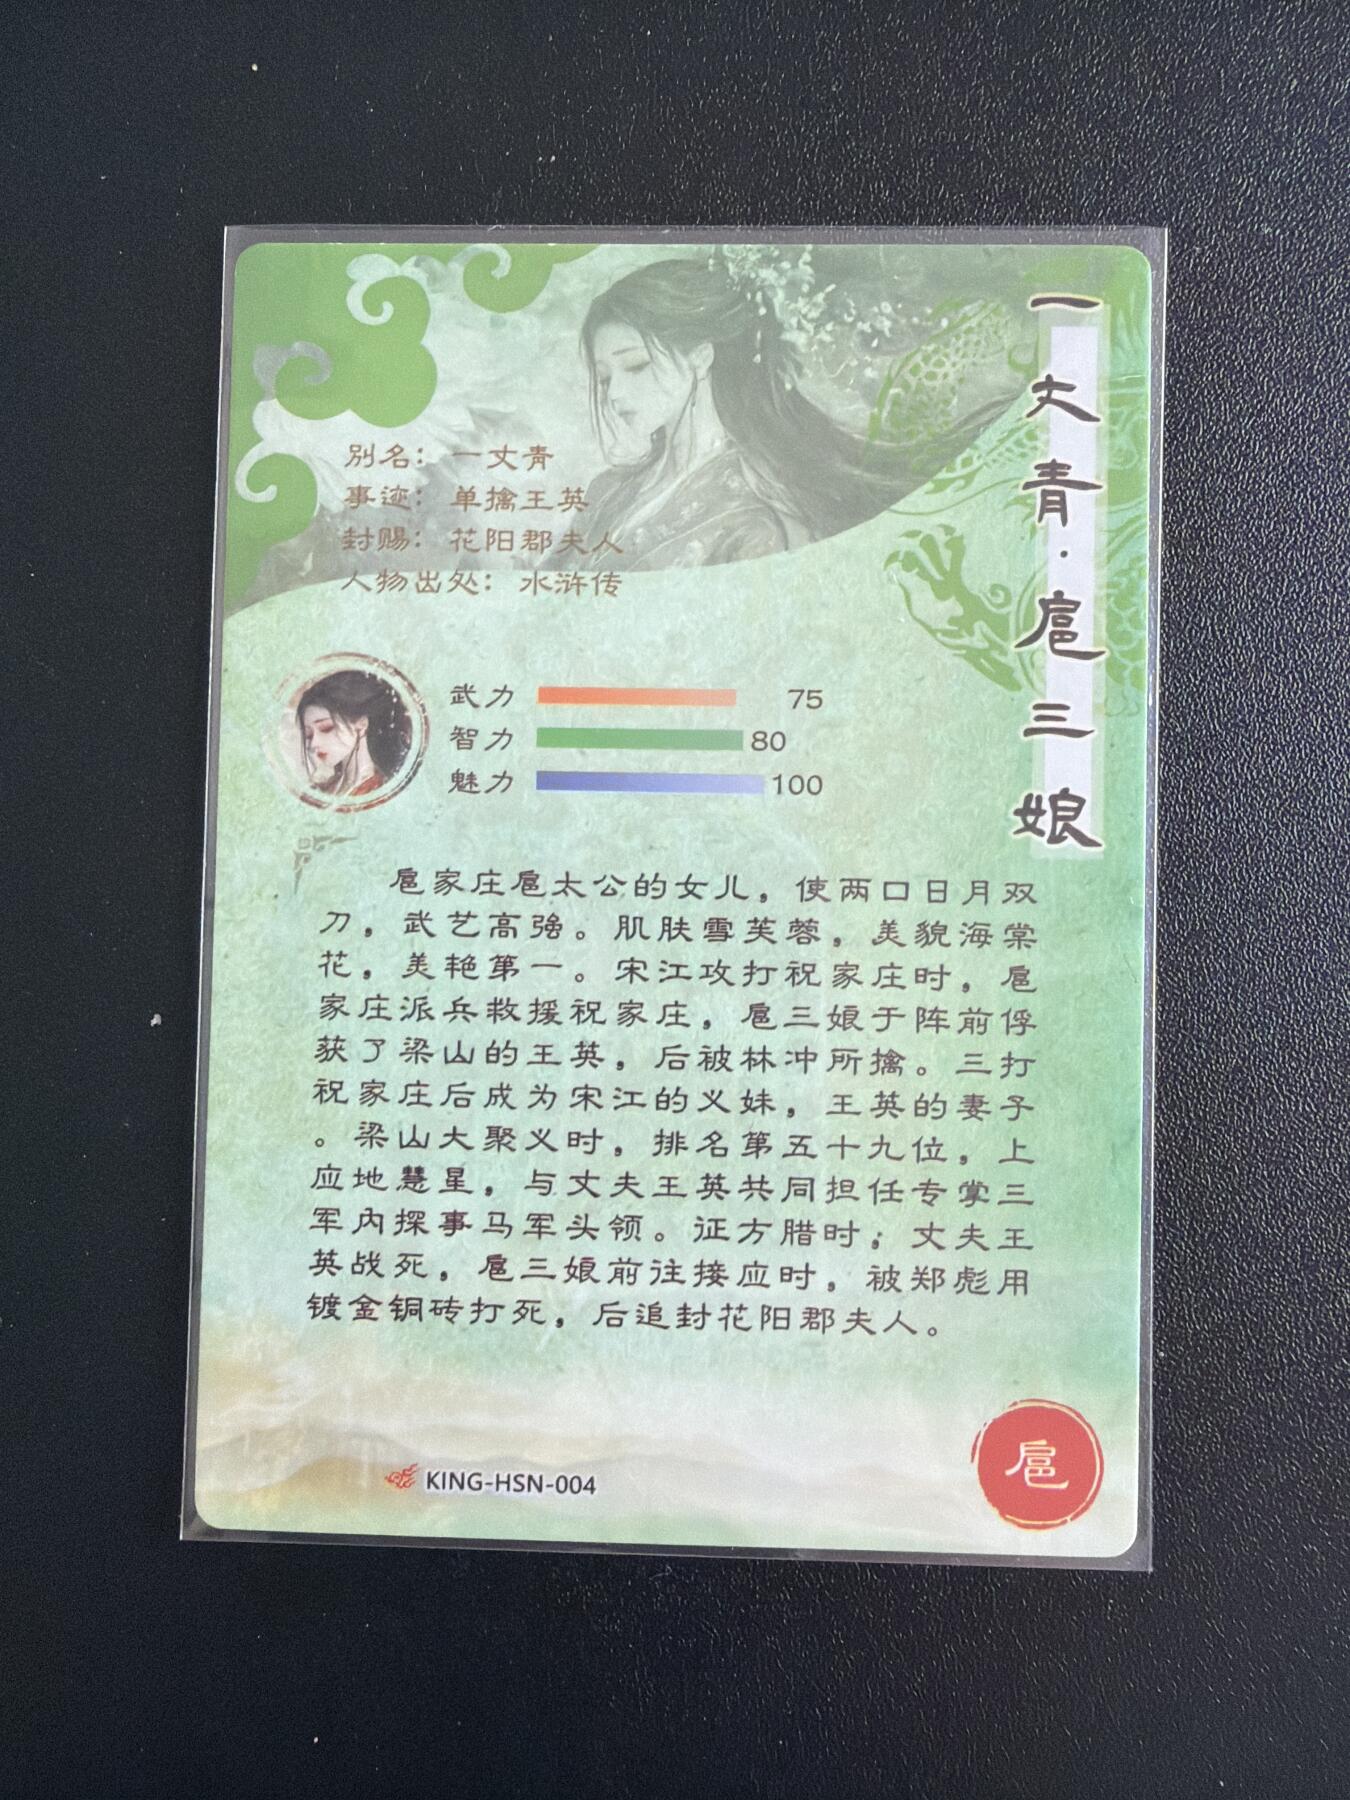 一丈青·扈三娘
别名：一丈青
事迹：单擒王英
封赐：花阳郡夫人
人物出处：水浒传
武力 75
智力 80
魅力 100
扈家庄扈太公的女儿，使两口日月双
刀，武艺高强。肌肤雪芙蓉，美貌海棠
花，美艳第一。宋江攻打祝家庄时，扈
家庄派兵救援祝家庄，扈三娘于阵前俘
获了梁山的王英，后被林冲所擒。三打
祝家庄后成为宋江的义妹，王英的妻子
。梁山大聚义时，排名第五十九位，上
应地慧星，与丈夫王英共同担任专掌三
军内探事马军头领。征方腊时；丈夫王
英战死，扈三娘前往接应时，被郑彪用
镀金铜砖打死，后追封花阳郡夫人。
KING-HSN-004
扈